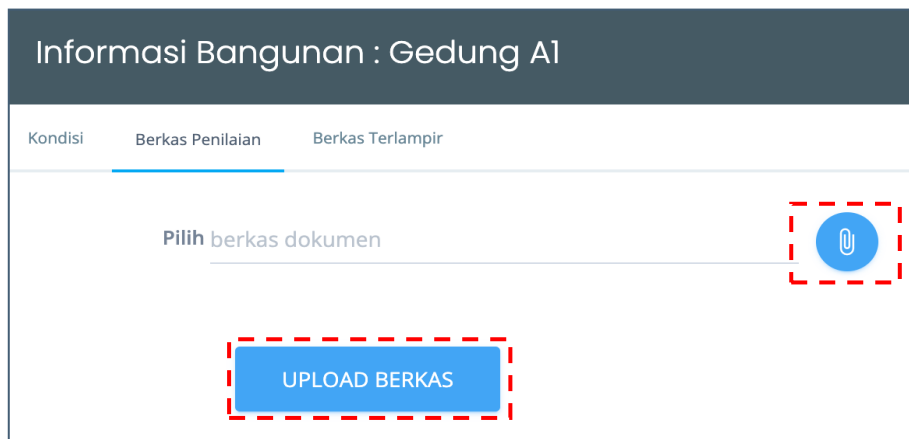 Informasi Bangunan : Gedung A1
Kondisi Berkas Penilaian Berkas Terlampir
Pilih berkas dokumen
UPLOAD BERKAS